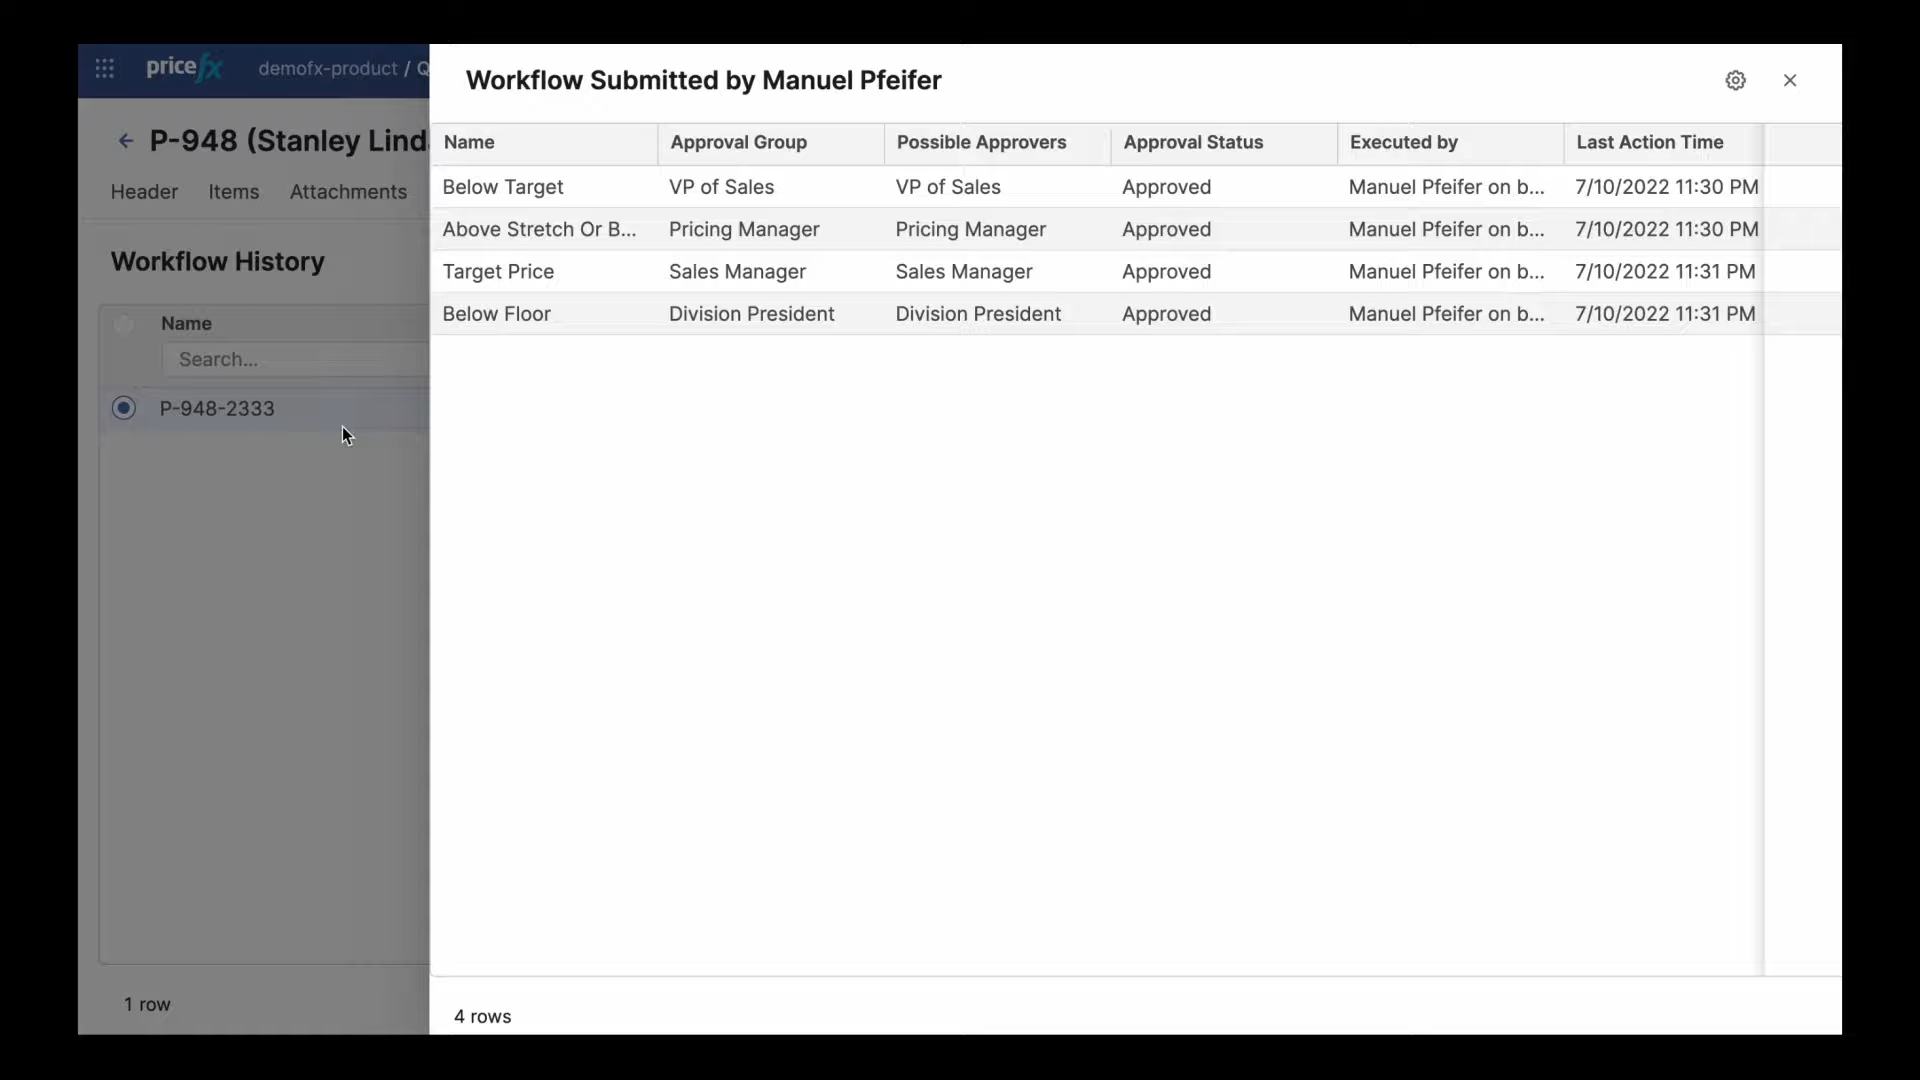 pricefx demofx-product / Q
P-948 (Stanley Lind
Header Items Attachments
Workflow History
Name
Search...
P-948-2333
1 row
Workflow Submitted by Manuel Pfeifer
Name Approval Group Possible Approvers Approval Status Executed by Last Action Time
Below Target VP of Sales VP of Sales Approved Manuel Pfeifer on b... 7/10/2022 11:30 PM
Above Stretch Or B... Pricing Manager Pricing Manager Approved Manuel Pfeifer on b... 7/10/2022 11:30 PM
Target Price Sales Manager Sales Manager Approved Manuel Pfeifer on b... 7/10/2022 11:31 PM
Below Floor Division President Division President Approved Manuel Pfeifer on b... 7/10/2022 11:31 PM
4 rows